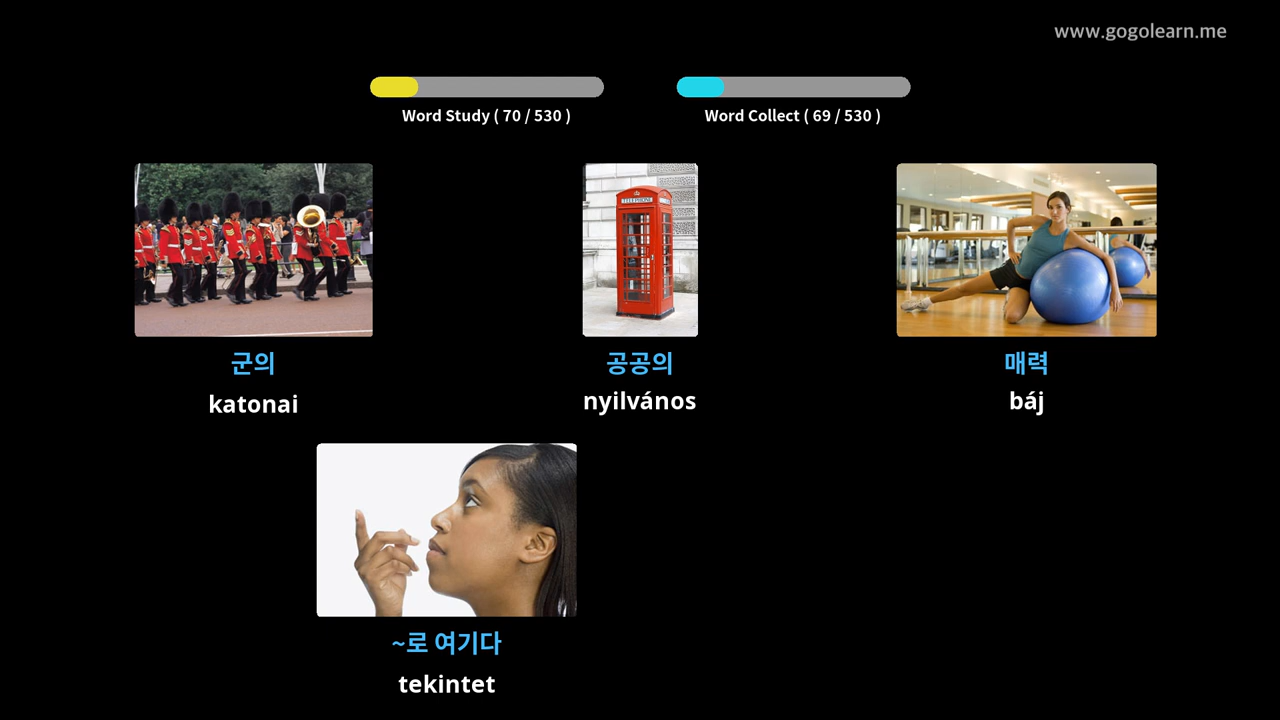 www.gogolearn.me
Word Study ( 70 / 530 )
Word Collect ( 69 / 530 )
TELEPHONE
군의
katonai
공공의
nyilvános
매력
báj
~로 여기다
tekintet